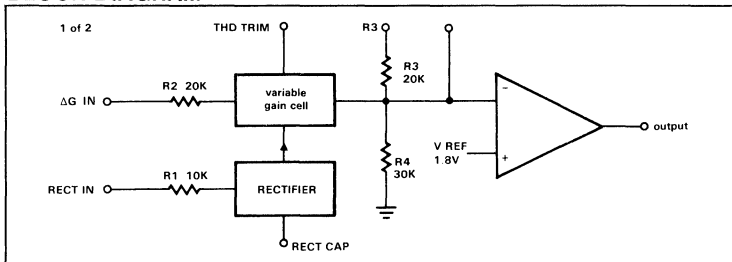 1 of 2
THD TRIM
R3
R3
20K
R2 20K
ΔG IN
variable
gain cell
−
output
V REF
1.8V
+
R4
30K
R1 10K
RECT IN
RECTIFIER
RECT CAP